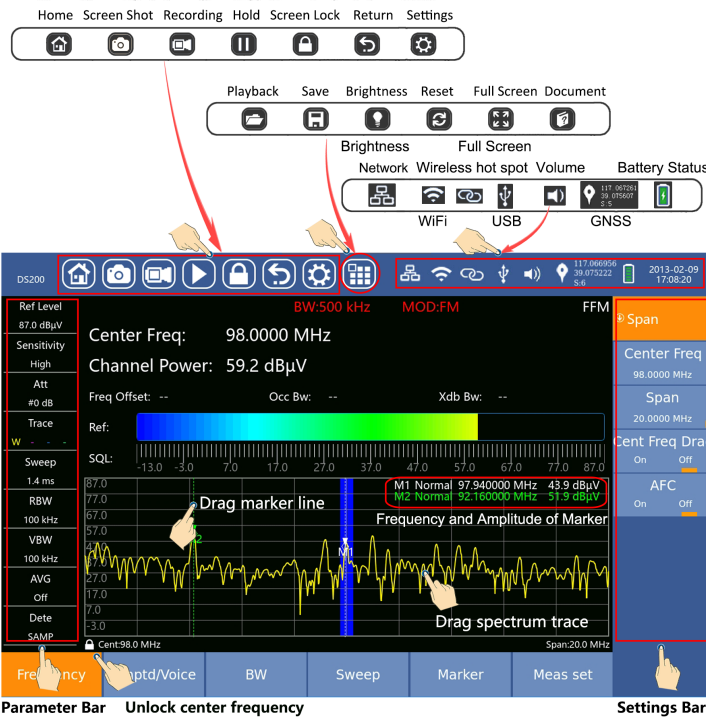 Home Screen Shot Recording Hold Screen Lock Return Settings
Playback Save Brightness Reset Full Screen Document
Brightness Full Screen
Network Wireless hot spot Volume Battery Status
117.067261
39.075607
S:5
WiFi USB GNSS
DS200
117.066956
39.075222
S:6
2013-02-09
17:08:20
Ref Level
87.0 dBμV
Sensitivity
High
Att
#0 dB
Trace
W - - -
Sweep
1.4 ms
RBW
100 kHz
VBW
100 kHz
AVG
Off
Dete
SAMP
BW:500 kHz MOD:FM FFM
Center Freq: 98.0000 MHz
Channel Power: 59.2 dBμV
Freq Offset: -- Occ Bw: -- Xdb Bw: --
Ref:
SQL:
-13.0 -3.0 7.0 17.0 27.0 37.0 47.0 57.0 67.0 77.0 87.0
87.0
77.0
67.0
57.0
27.0
17.0
7.0
-3.0
M1 Normal 97.940000 MHz 43.9 dBμV
M2 Normal 92.160000 MHz 51.9 dBμV
Drag marker line
Frequency and Amplitude of Marker
2
M1
Drag spectrum trace
Cent:98.0 MHz Span:20.0 MHz
Span
Center Freq
98.0000 MHz
Span
20.0000 MHz
Cent Freq Dra
On Off
AFC
On Off
Fre ncy mptd/Voice BW Sweep Marker Meas set
Parameter Bar Unlock center frequency Settings Bar